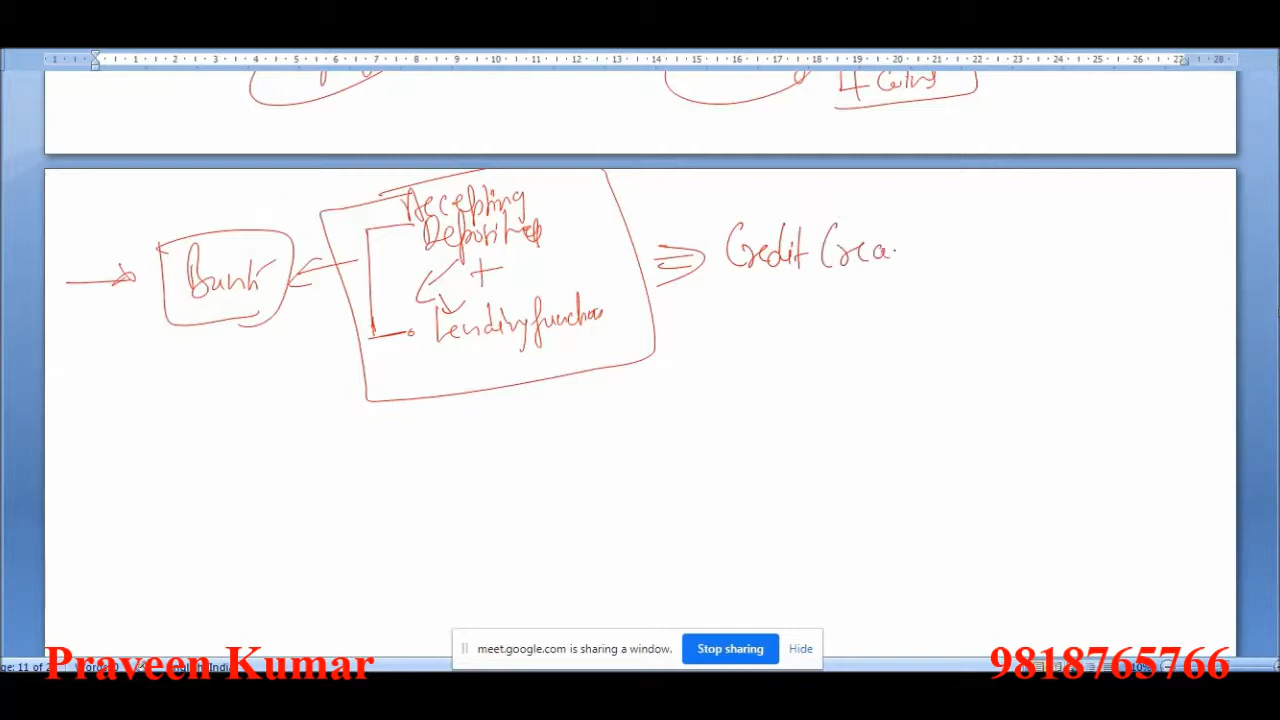 4
Accepting
Deposits
Bank
+
Lending function
Credit Crea
meet.google.com is sharing a window. Stop sharing Hide
Praveen Kumar
9818765766